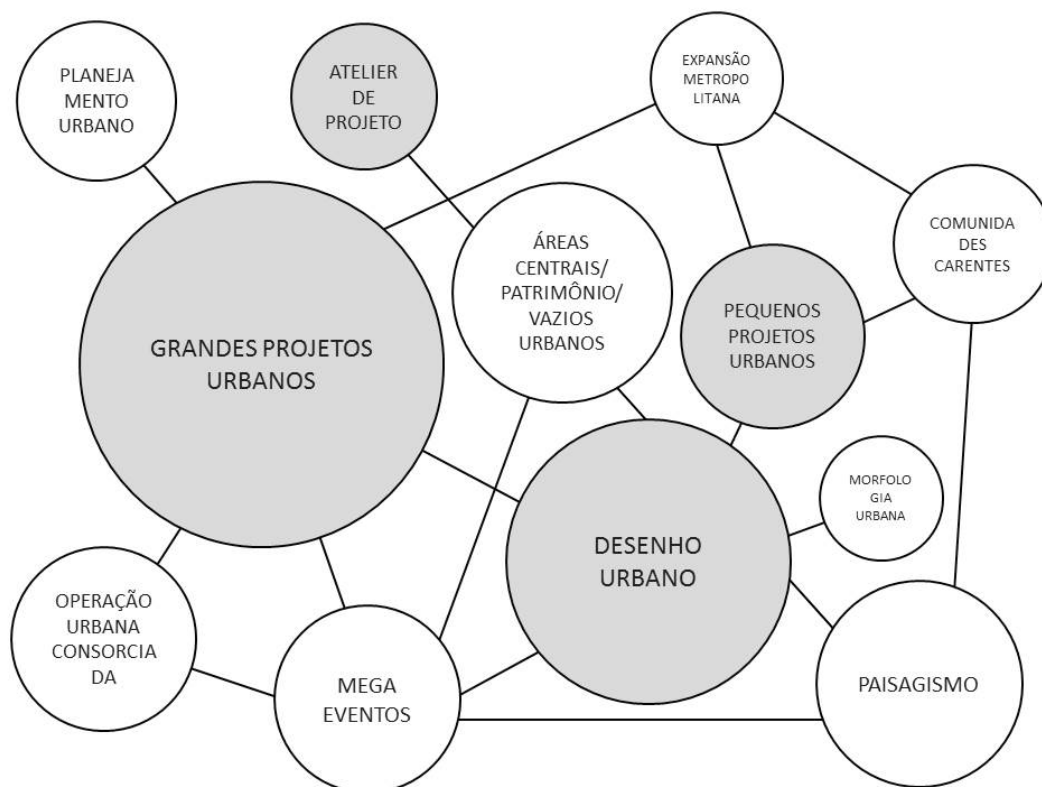 PLANEJA
MENTO
URBANO
ATELIER
DE
PROJETO
EXPANSÃO
METROPO
LITANA
COMUNIDA
DES
CARENTES
ÁREAS
CENTRAIS/
PATRIMÔNIO/
VAZIOS
URBANOS
PEQUENOS
PROJETOS
URBANOS
GRANDES PROJETOS
URBANOS
MORFOLO
GIA
URBANA
DESENHO
URBANO
OPERAÇÃO
URBANA
CONSORCIA
DA
MEGA
EVENTOS
PAISAGISMO